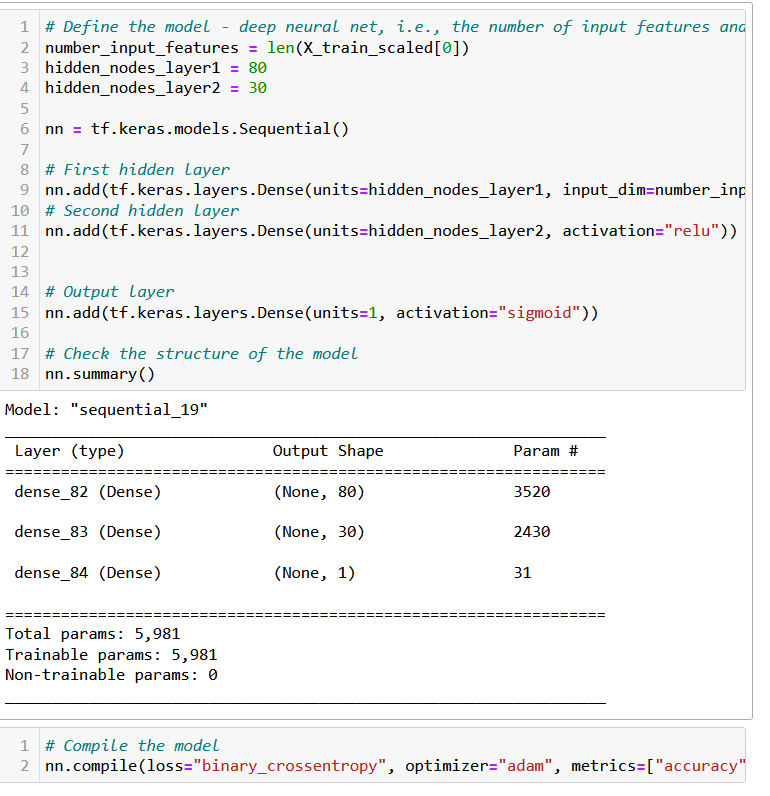 1 # Define the model - deep neural net, i.e., the number of input features and
2 number_input_features = len(X_train_scaled[0])
3 hidden_nodes_layer1 = 80
4 hidden_nodes_layer2 = 30
5
6 nn = tf.keras.models.Sequential()
7
8 # First hidden layer
9 nn.add(tf.keras.layers.Dense(units=hidden_nodes_layer1, input_dim=number_inp
10 # Second hidden layer
11 nn.add(tf.keras.layers.Dense(units=hidden_nodes_layer2, activation="relu"))
12
13
14 # Output layer
15 nn.add(tf.keras.layers.Dense(units=1, activation="sigmoid"))
16
17 # Check the structure of the model
18 nn.summary()
Model: "sequential_19"
_________________________________________________________________
Layer (type) Output Shape Param #
=================================================================
dense_82 (Dense) (None, 80) 3520
dense_83 (Dense) (None, 30) 2430
dense_84 (Dense) (None, 1) 31
=================================================================
Total params: 5,981
Trainable params: 5,981
Non-trainable params: 0
_________________________________________________________________
1 # Compile the model
2 nn.compile(loss="binary_crossentropy", optimizer="adam", metrics=["accuracy"